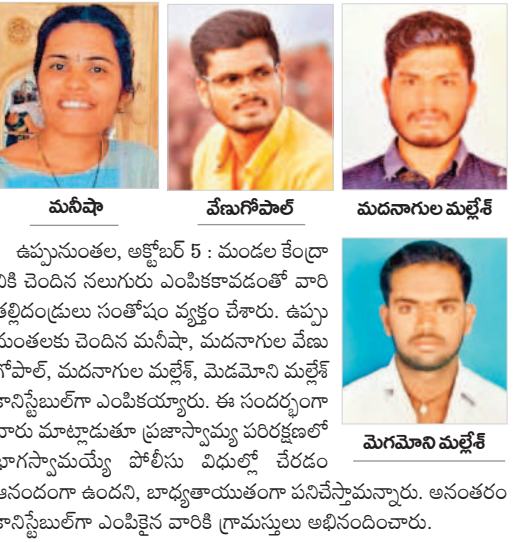 మనీషా
వేణుగోపాల్
మదనాగుల మల్లేశ్
ఉప్పునుంతల, అక్టోబర్ 5 : మండల కేంద్రా
నికి చెందిన నలుగురు ఎంపికకావడంతో వారి
తల్లిదండ్రులు సంతోషం వ్యక్తం చేశారు. ఉప్పు
నుంతలకు చెందిన మనీషా, మదనాగుల వేణు
గోపాల్, మదనాగుల మల్లేశ్, మెడమోని మల్లేశ్
కానిస్టేబుల్‌గా ఎంపికయ్యారు. ఈ సందర్భంగా
వారు మాట్లాడుతూ ప్రజాస్వామ్య పరిరక్షణలో
భాగస్వామయ్యే పోలీసు విధుల్లో చేరడం
ఆనందంగా ఉందని, బాధ్యతాయుతంగా పనిచేస్తామన్నారు. అనంతరం
కానిస్టేబుల్‌గా ఎంపికైన వారికి గ్రామస్తులు అభినందించారు.
మెగమోని మల్లేశ్